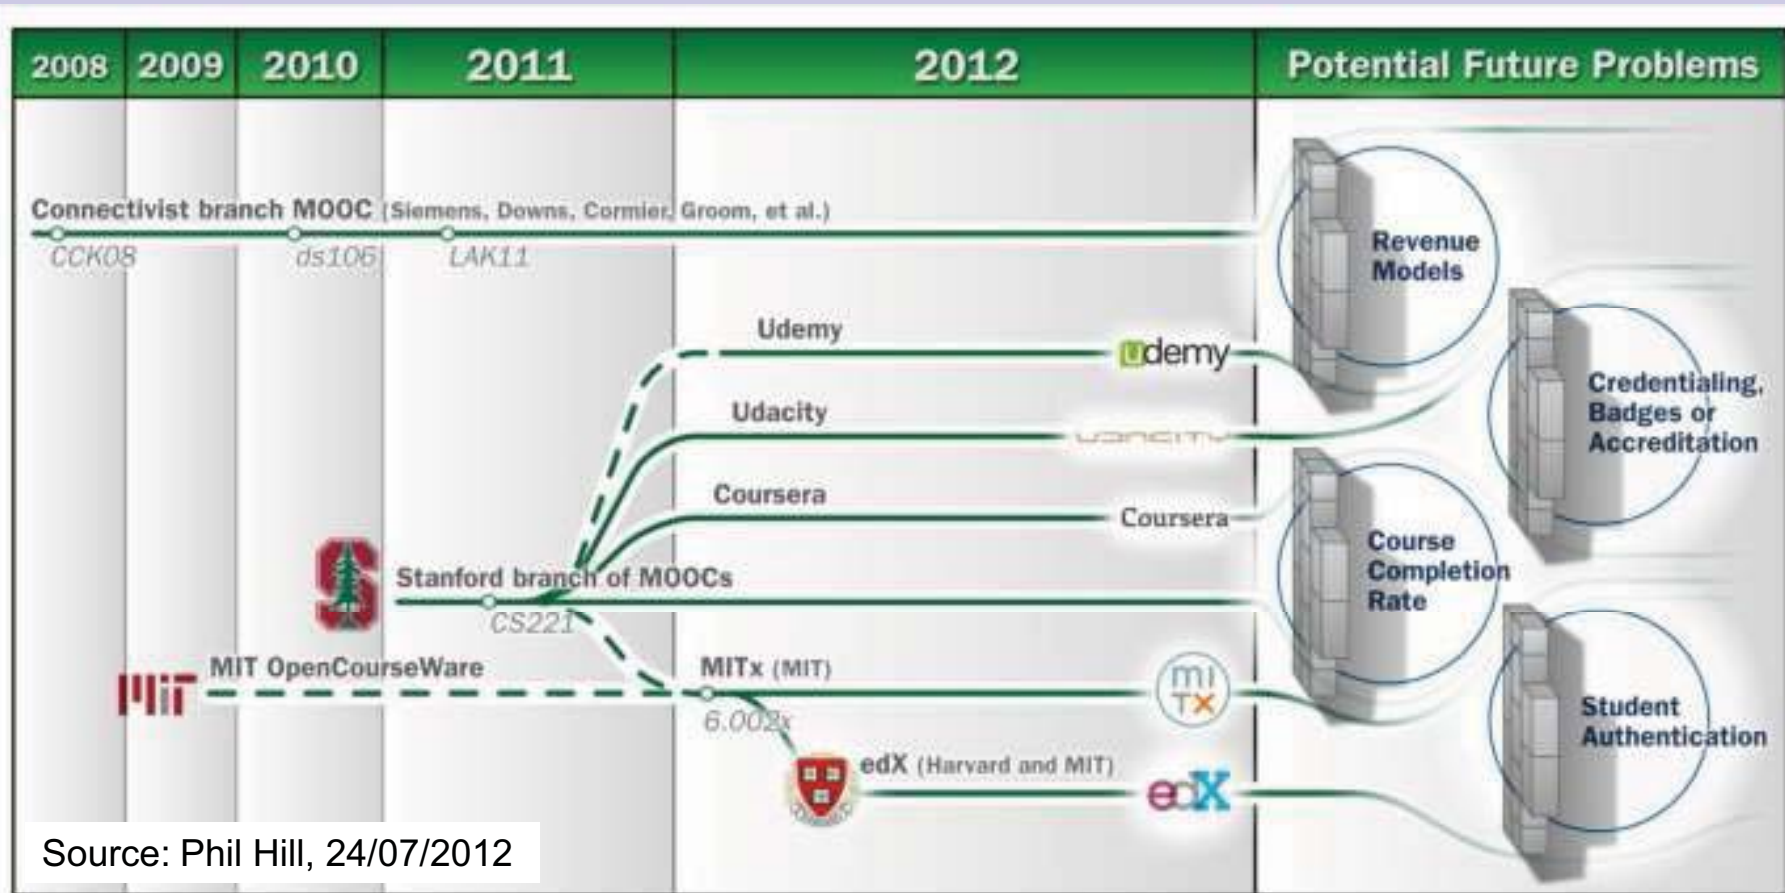 2008 2009 2010 2011 2012 Potential Future Problems
Connectivist branch MOOC (Siemens, Downs, Cormier, Groom, et al.)
CCK08 ds106 LAK11
Revenue
Models
Udemy
udemy
Credentialing,
Badges or
Accreditation
Udacity
UDACITY
Coursera
Coursera
Course
Completion
Rate
Stanford branch of MOOCs
CS221
MIT OpenCourseWare
MIT
MITx (MIT)
6.002x
MITX
Student
Authentication
edX (Harvard and MIT)
edX
Source: Phil Hill, 24/07/2012